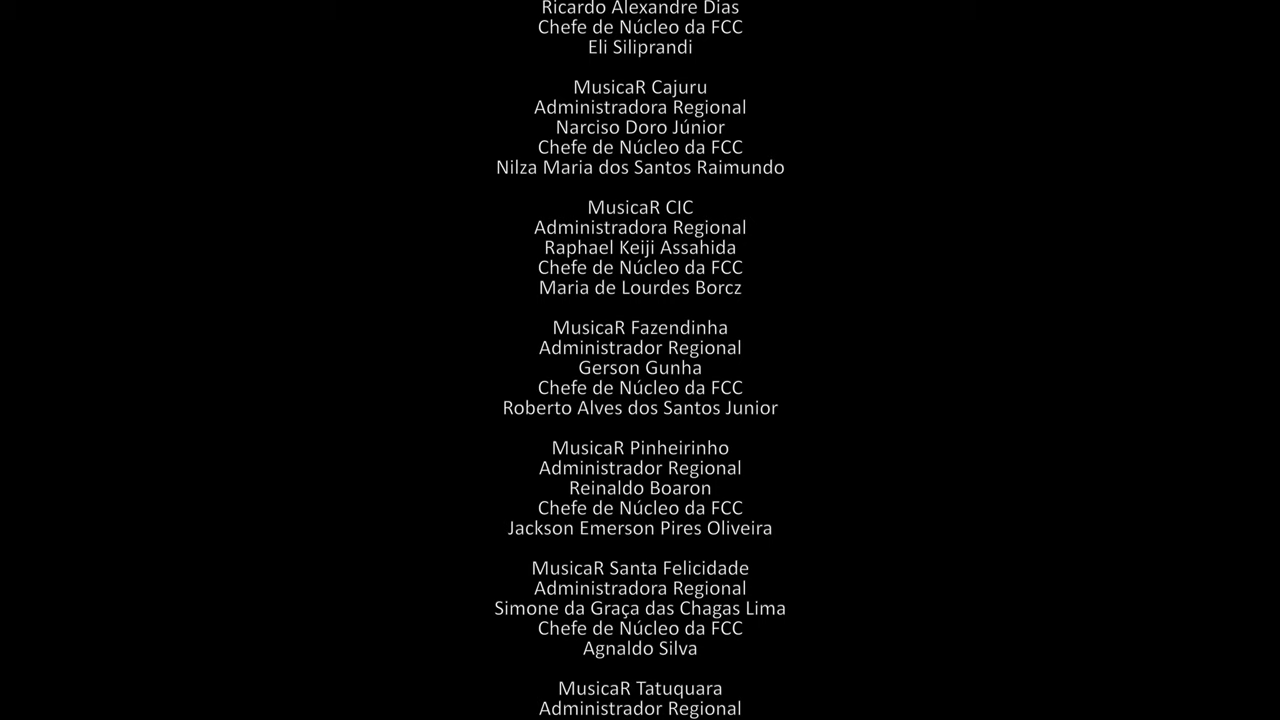 Ricardo Alexandre Dias
Chefe de Núcleo da FCC
Eli Siliprandi
MusicaR Cajuru
Administradora Regional
Narciso Doro Júnior
Chefe de Núcleo da FCC
Nilza Maria dos Santos Raimundo
MusicaR CIC
Administradora Regional
Raphael Keiji Assahida
Chefe de Núcleo da FCC
Maria de Lourdes Borcz
MusicaR Fazendinha
Administrador Regional
Gerson Gunha
Chefe de Núcleo da FCC
Roberto Alves dos Santos Junior
MusicaR Pinheirinho
Administrador Regional
Reinaldo Boaron
Chefe de Núcleo da FCC
Jackson Emerson Pires Oliveira
MusicaR Santa Felicidade
Administradora Regional
Simone da Graça das Chagas Lima
Chefe de Núcleo da FCC
Agnaldo Silva
MusicaR Tatuquara
Administrador Regional